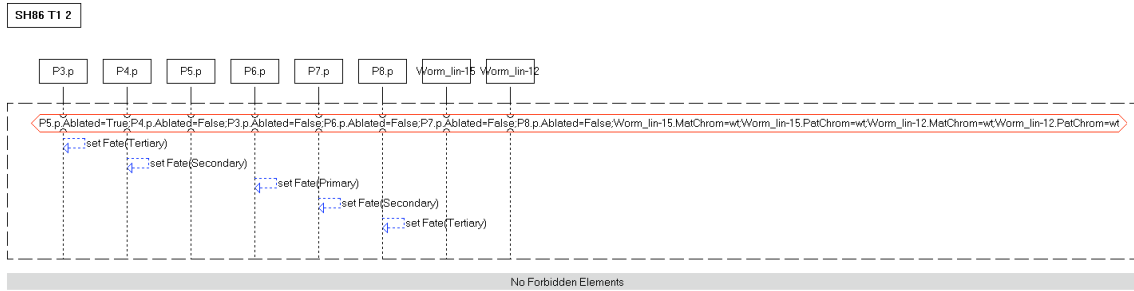 SH86 T1 2
P3.p P4.p P5.p P6.p P7.p P8.p Worm_lin-15 Worm_lin-12
P5.p.Ablated=True;P4.p.Ablated=False;P3.p.Ablated=False;P6.p.Ablated=False;P7.p.Ablated=False;P8.p.Ablated=False;Worm_lin-15.MatChrom=wt;Worm_lin-15.PatChrom=wt;Worm_lin-12.MatChrom=wt;Worm_lin-12.PatChrom=wt
set Fate(Tertiary)
set Fate(Secondary)
set Fate(Primary)
set Fate(Secondary)
set Fate(Tertiary)
No Forbidden Elements